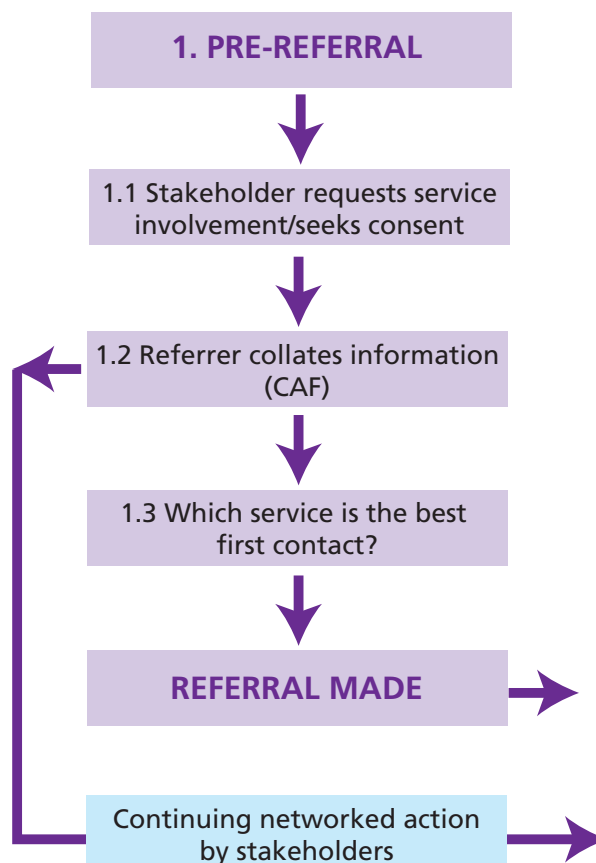 1. PRE-REFERRAL
1.1 Stakeholder requests service
involvement/seeks consent
1.2 Referrer collates information
(CAF)
1.3 Which service is the best
first contact?
REFERRAL MADE
Continuing networked action
by stakeholders